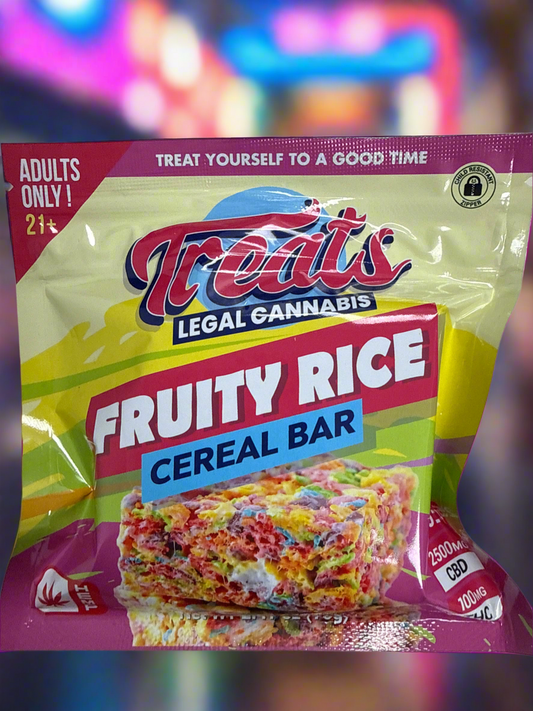 ADULTS
ONLY!
21+
TREAT YOURSELF TO A GOOD TIME
CHILD RESISTANT
ZIPPER
Treats
LEGAL CANNABIS
FRUITY RICE
CEREAL BAR
2500MG
CBD
100MG